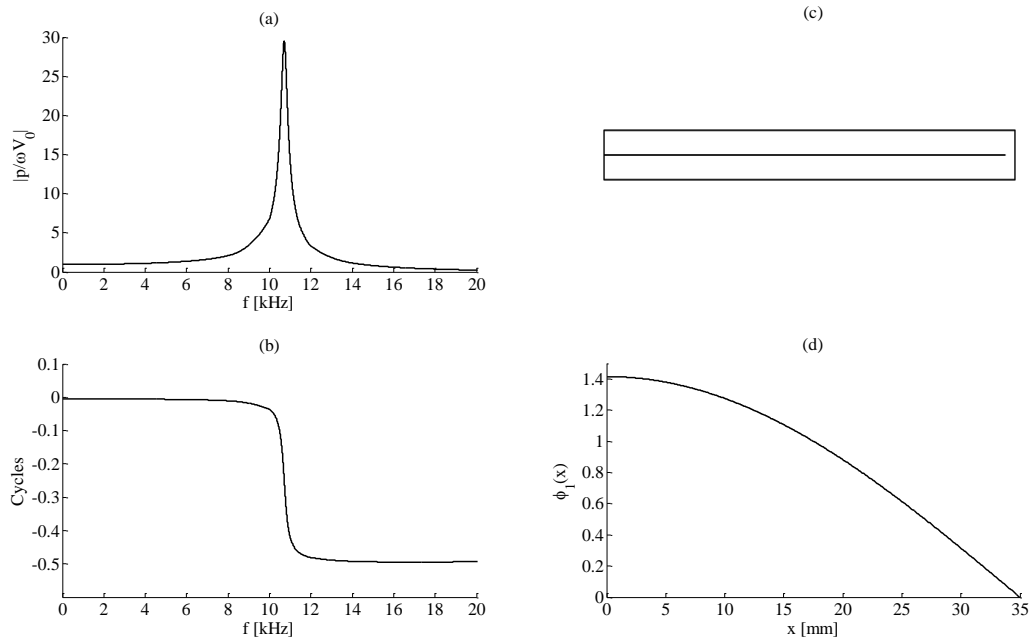 (a)
30
25
20
15
10
5
0
|p/ωV0|
0 2 4 6 8 10 12 14 16 18 20
f [kHz]
(c)
(b)
0.1
0
-0.1
-0.2
-0.3
-0.4
-0.5
Cycles
0 2 4 6 8 10 12 14 16 18 20
f [kHz]
(d)
1.4
1.2
1
0.8
0.6
0.4
0.2
0
ϕ1(x)
0 5 10 15 20 25 30 35
x [mm]